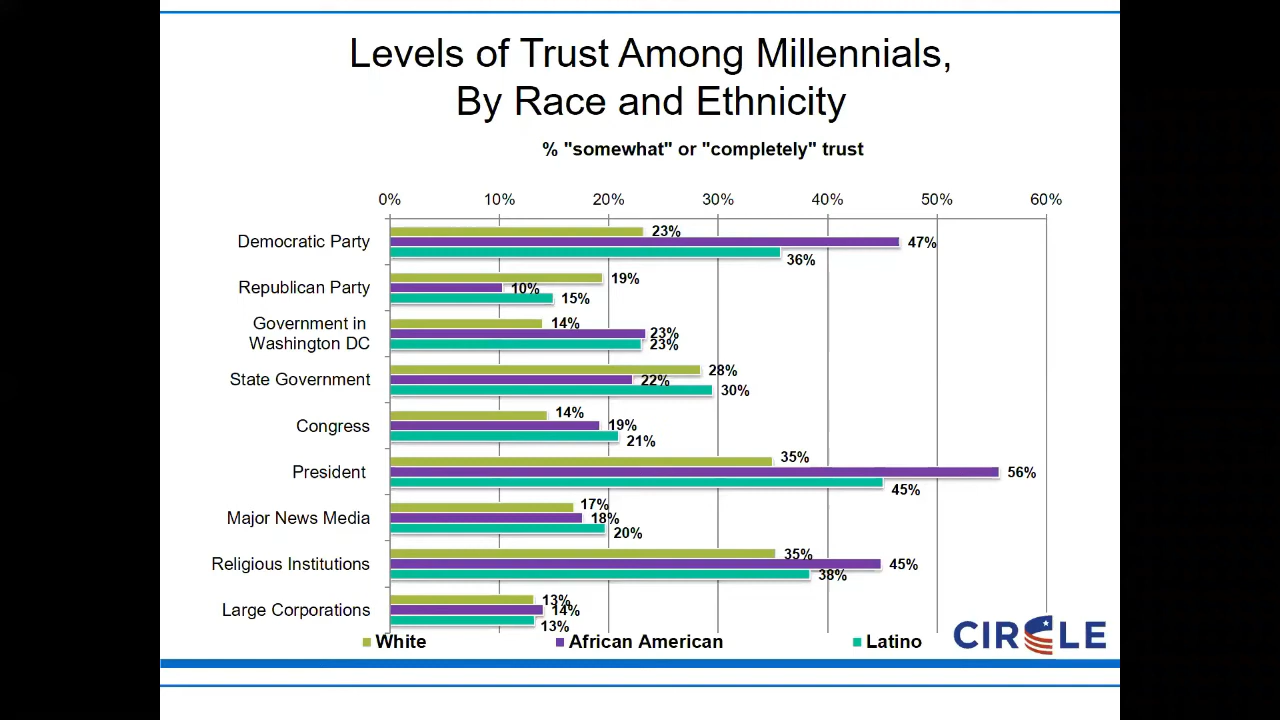 Levels of Trust Among Millennials,
By Race and Ethnicity
% "somewhat" or "completely" trust
0% 10% 20% 30% 40% 50% 60%
Democratic Party
23%
47%
36%
Republican Party
19%
10%
15%
Government in
Washington DC
14%
23%
23%
State Government
28%
22%
30%
Congress
14%
19%
21%
President
35%
56%
45%
Major News Media
17%
18%
20%
Religious Institutions
35%
45%
38%
Large Corporations
13%
14%
13%
White African American Latino
CIRCLE